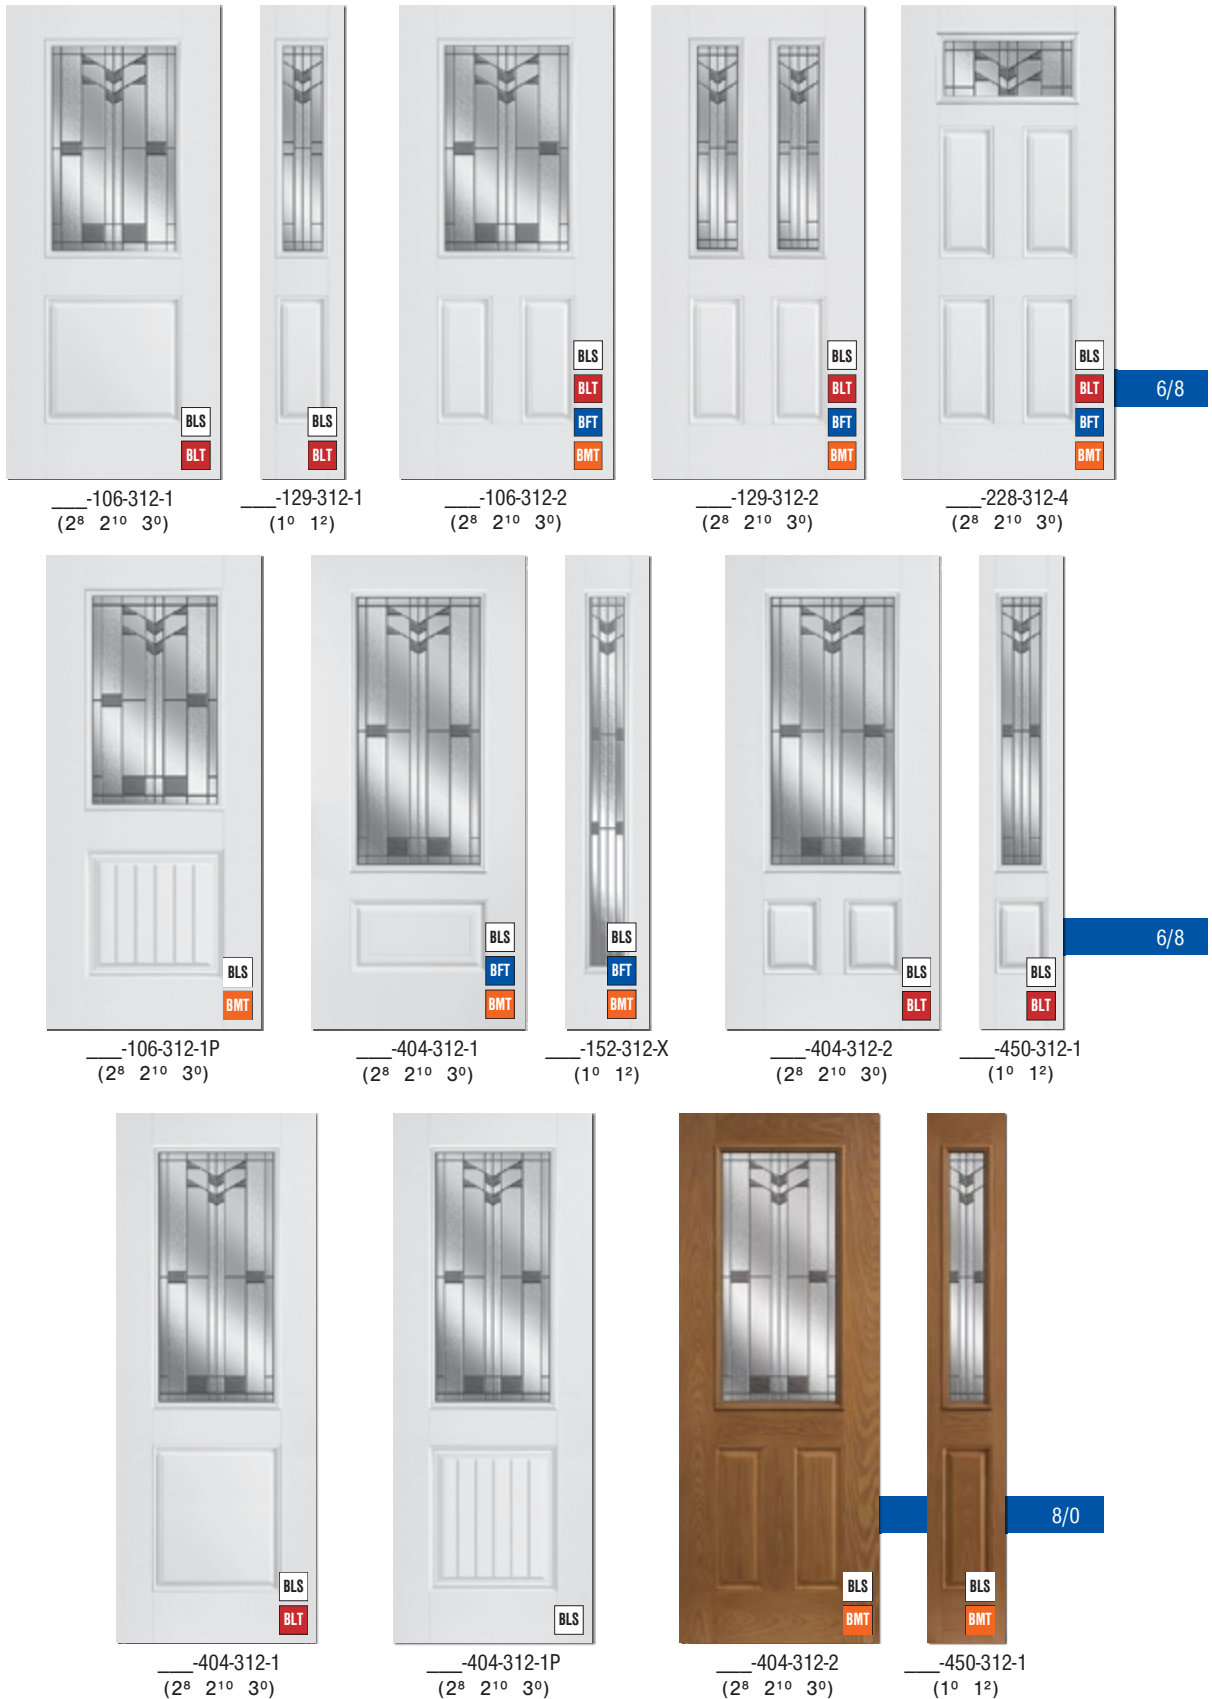 BLS
BLT
BLS
BLT
BLS
BLT
BFT
BMT
BLS
BLT
BFT
BMT
BLS
BLT
BFT
BMT
6/8
___-106-312-1
(2⁸ 2¹⁰ 3⁰)
___-129-312-1
(1⁰ 1²)
___-106-312-2
(2⁸ 2¹⁰ 3⁰)
___-129-312-2
(2⁸ 2¹⁰ 3⁰)
___-228-312-4
(2⁸ 2¹⁰ 3⁰)
BLS
BMT
BLS
BFT
BMT
BLS
BFT
BMT
BLS
BLT
BLS
BLT
6/8
___-106-312-1P
(2⁸ 2¹⁰ 3⁰)
___-404-312-1
(2⁸ 2¹⁰ 3⁰)
___-152-312-X
(1⁰ 1²)
___-404-312-2
(2⁸ 2¹⁰ 3⁰)
___-450-312-1
(1⁰ 1²)
BLS
BLT
BLS
BLS
BMT
BLS
BMT
8/0
___-404-312-1
(2⁸ 2¹⁰ 3⁰)
___-404-312-1P
(2⁸ 2¹⁰ 3⁰)
___-404-312-2
(2⁸ 2¹⁰ 3⁰)
___-450-312-1
(1⁰ 1²)